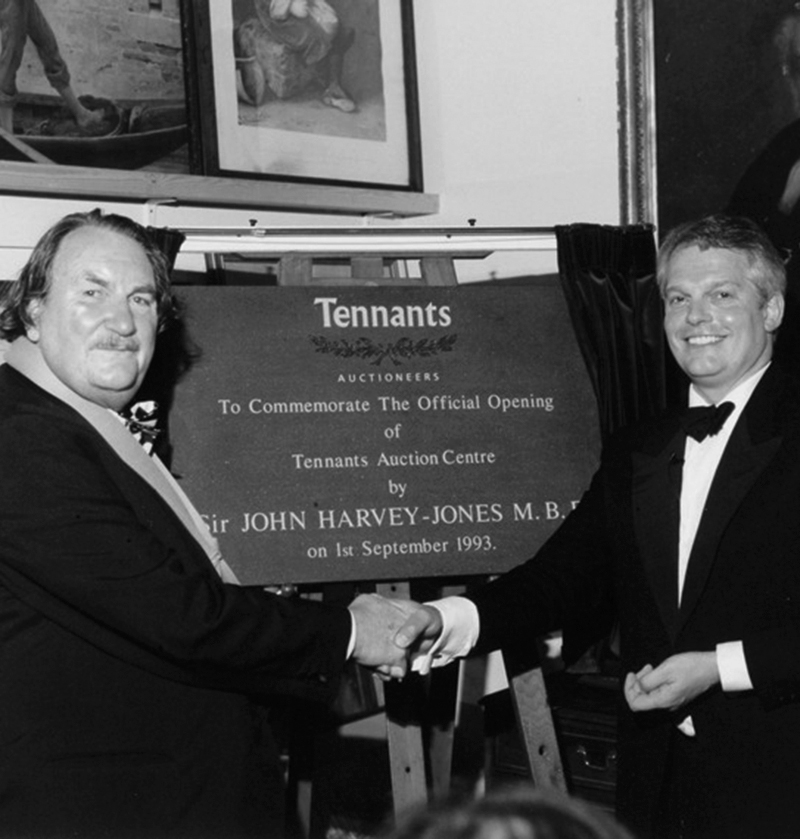 Tennants
AUCTIONEERS
To Commemorate The Official Opening
of
Tennants Auction Centre
by
Sir JOHN HARVEY-JONES M.B.
on 1st September 1993.